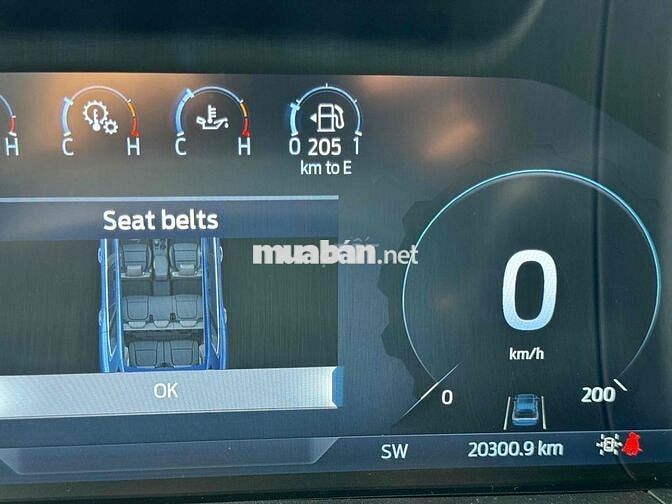 H
C
H
C
H
0
205
1
km to E
Seat belts
muabán.net
0
km/h
OK
0
200
SW
20300.9 km